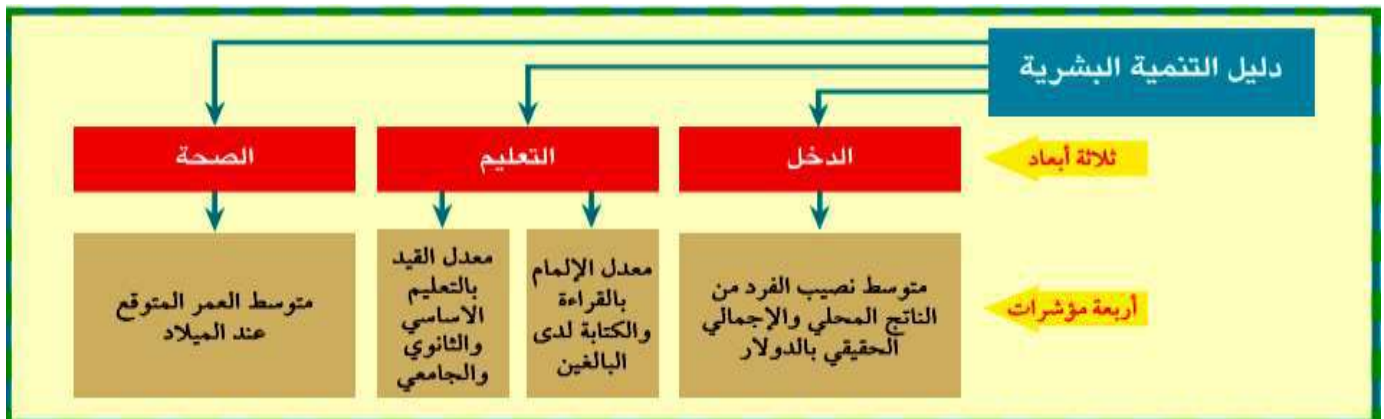 دليل التنمية البشرية
ثلاثة أبعاد
الدخل
التعليم
الصحة
أربعة مؤشرات
متوسط نصيب الفرد من
الناتج المحلي والإجمالي
الحقيقي بالدولار
معدل الإلمام
بالقراءة
والكتابة لدى
البالغين
معدل القيد
بالتعليم
الاساسي
والثانوي
والجامعي
متوسط العمر المتوقع
عند الميلاد